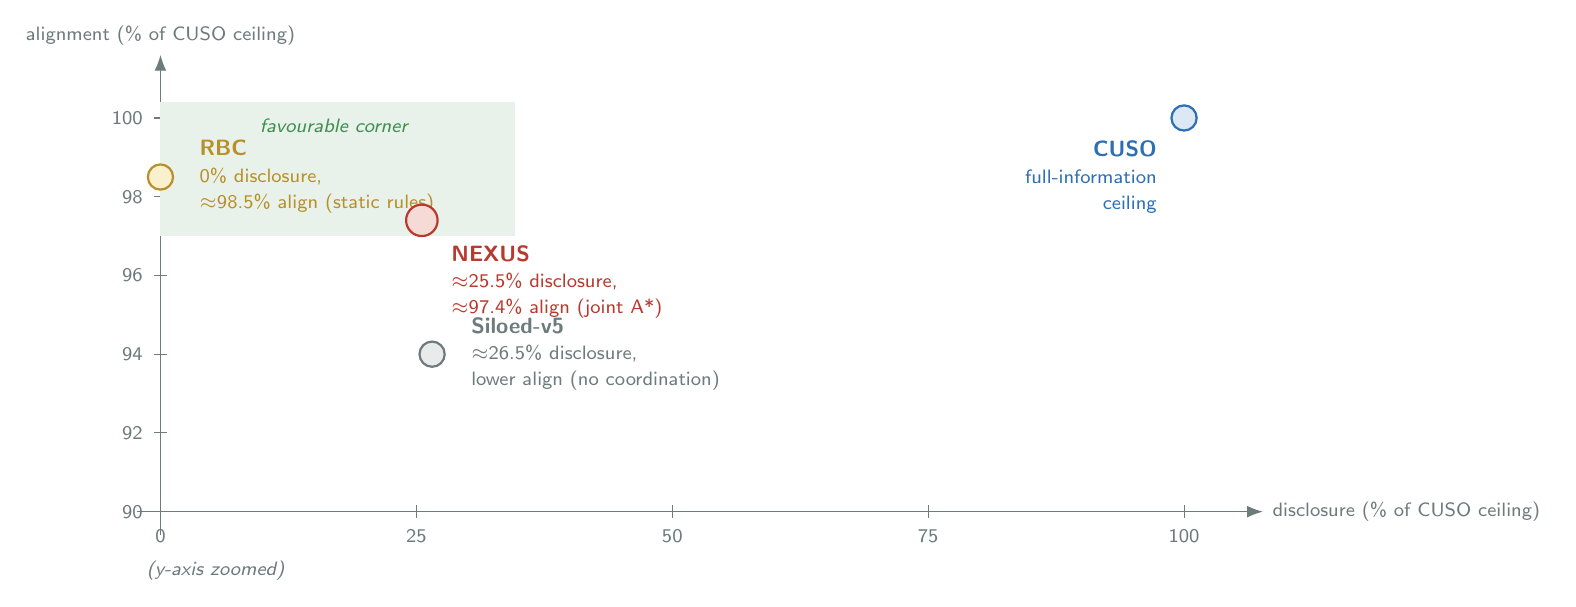 alignment (% of CUSO ceiling)
100
favourable corner
RBC
0% disclosure,
≈98.5% align (static rules)
CUSO
full-information
ceiling
98
NEXUS
≈25.5% disclosure,
≈97.4% align (joint A*)
96
Siloed-v5
≈26.5% disclosure,
lower align (no coordination)
94
92
90
disclosure (% of CUSO ceiling)
0
25
50
75
100
(y-axis zoomed)